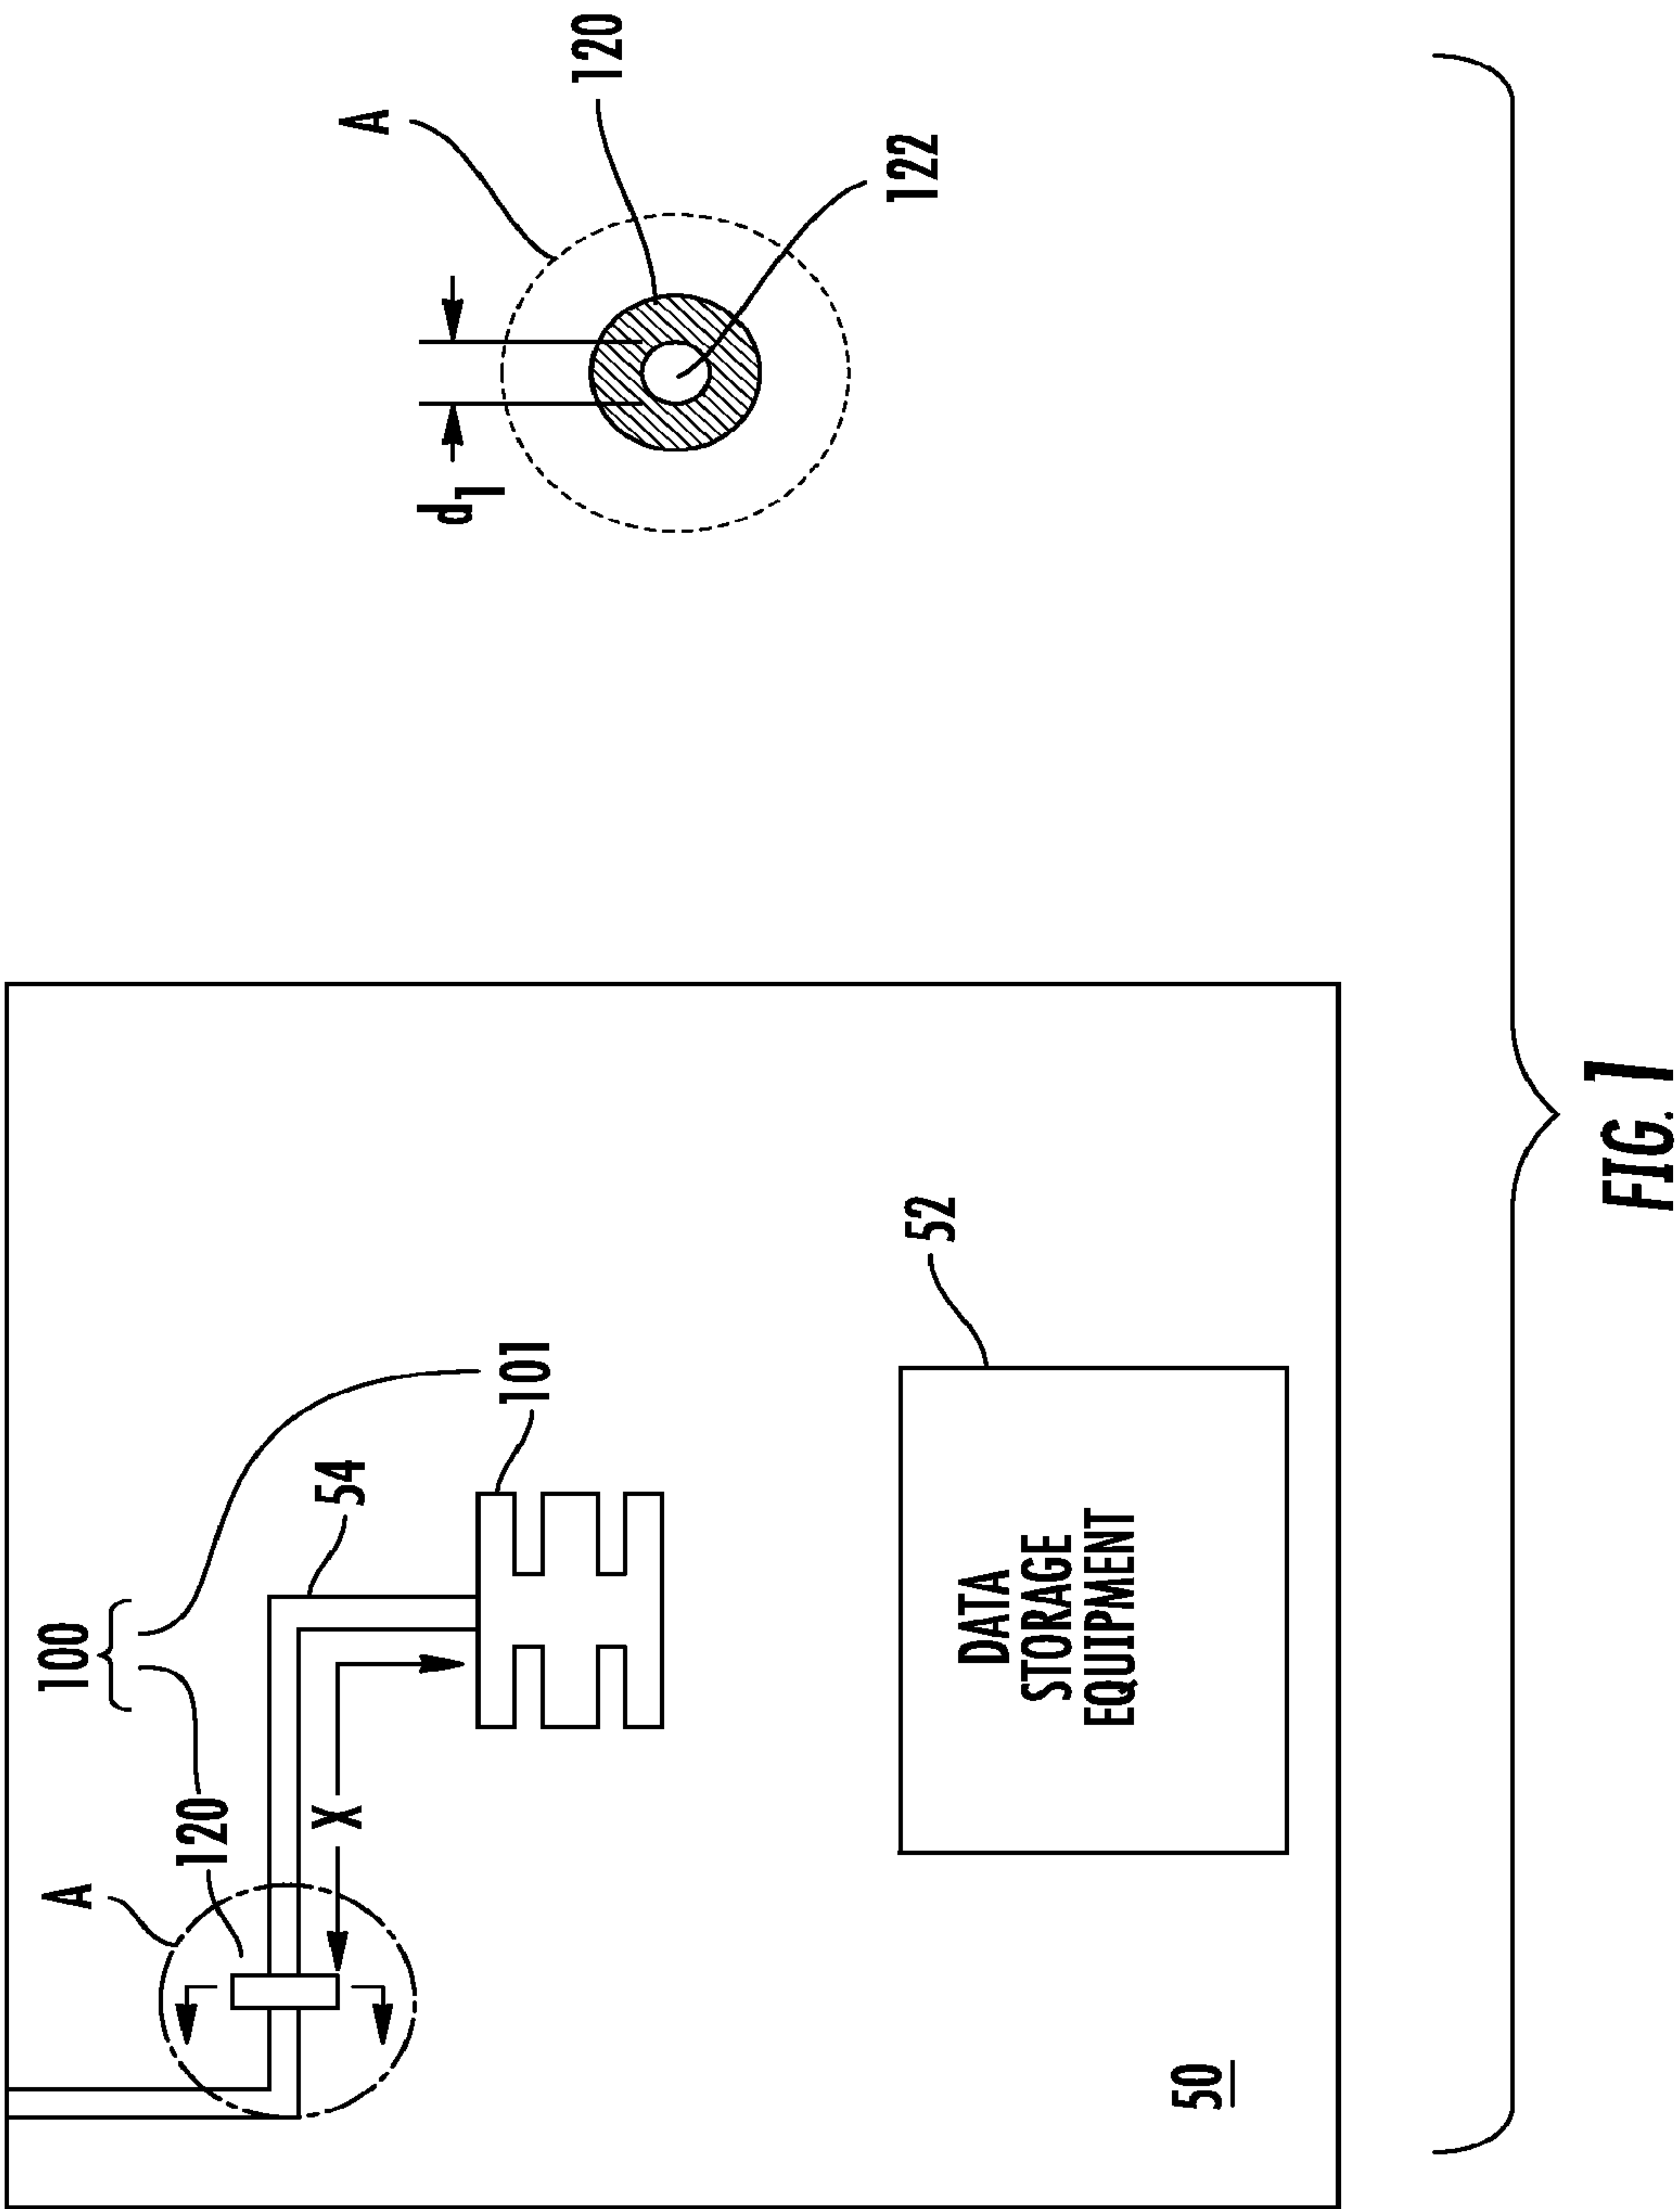 100
A
120
54
X
101
52
DATA
STORAGE
EQUIPMENT
50
A
d1
120
122
FIG. 1